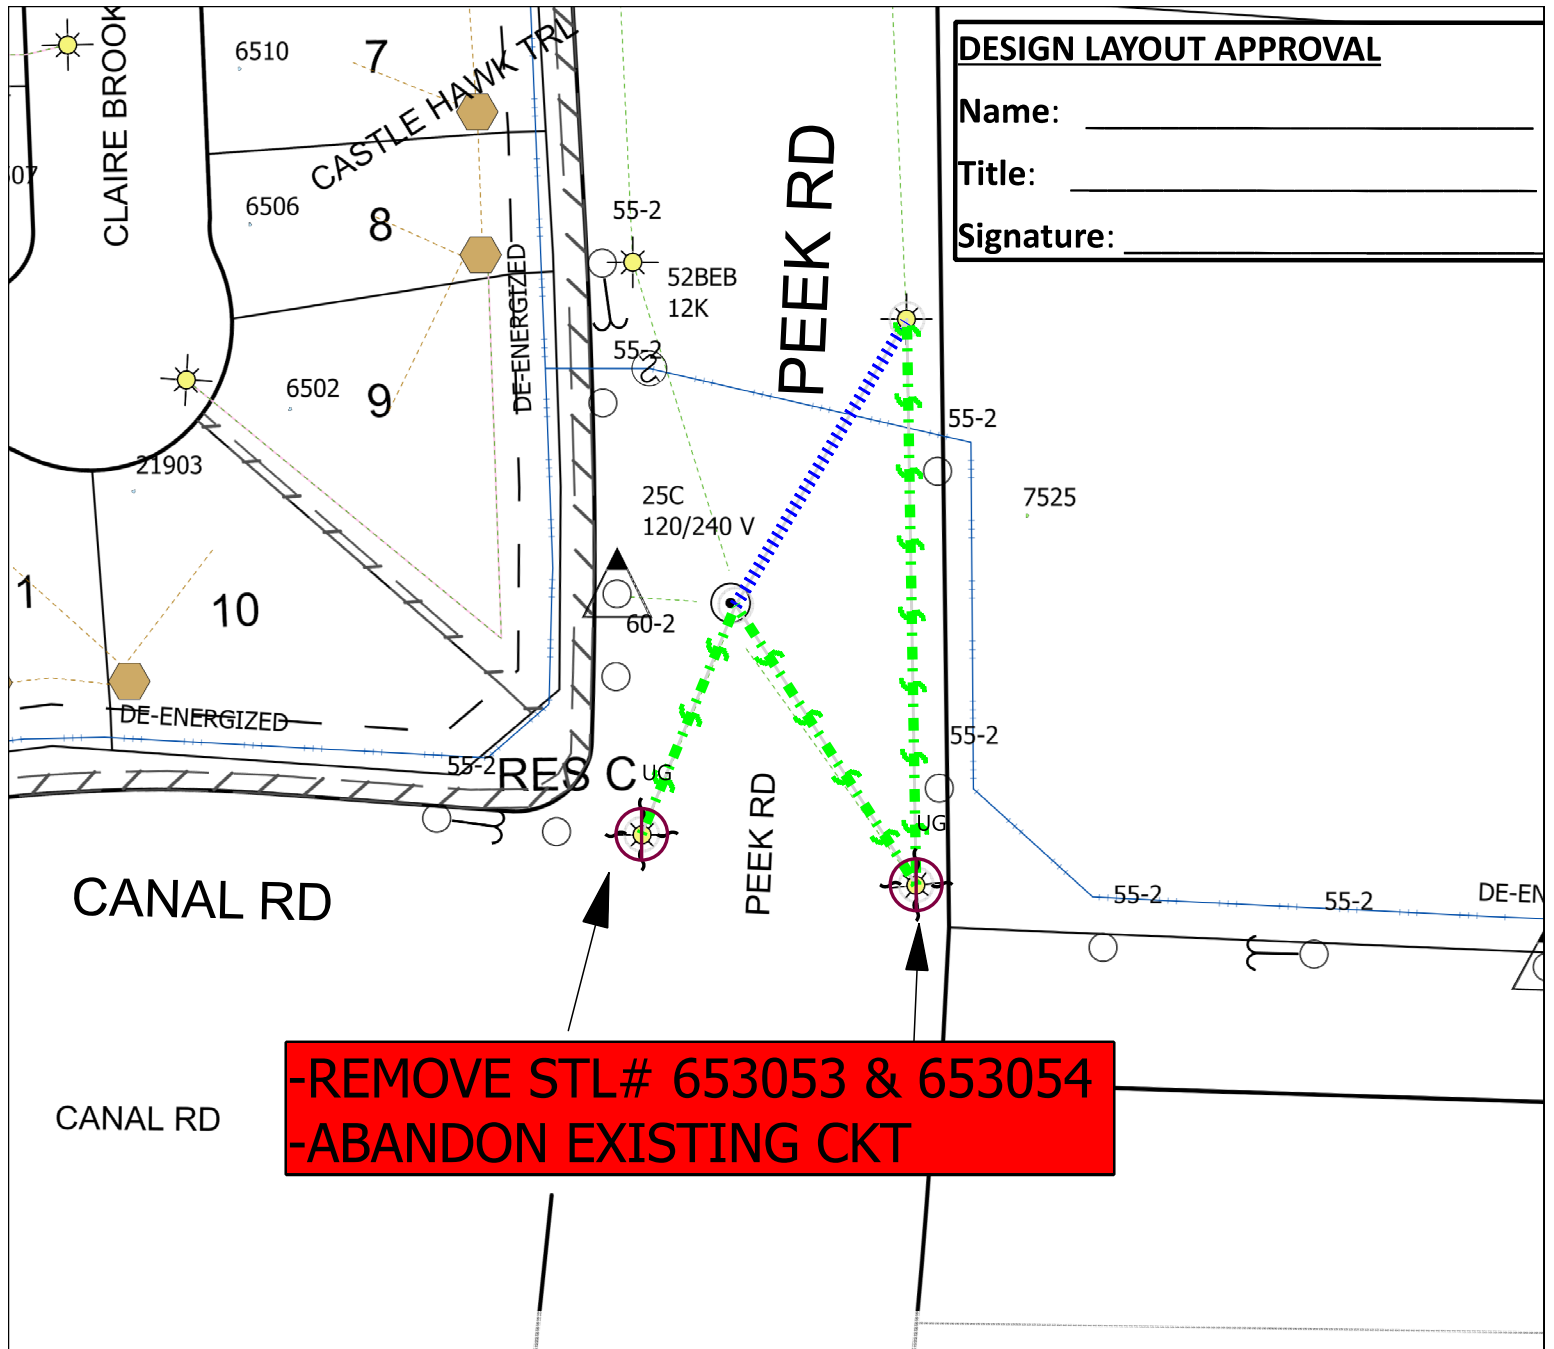 DESIGN LAYOUT APPROVAL
Name:
Title:
Signature:
CLAIRE BROOK
6510
7
CASTLE HAWK TRL
6506
8
55-2
52BEB
12K
PEEK RD
DE-ENERGIZED
55-2
6502
9
55-2
21903
25C
120/240 V
7525
1
10
60-2
DE-ENERGIZED
55-2
55-2
RES C
UG
UG
PEEK RD
CANAL RD
55-2
55-2
DE-EN
-REMOVE STL# 653053 & 653054
-ABANDON EXISTING CKT
CANAL RD